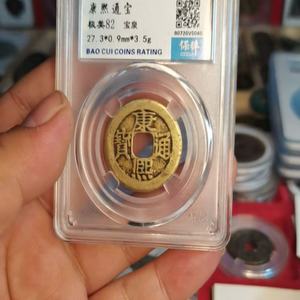 康熙通宝
极美82 宝泉
27.3*0.9mm*3.5g
BAO CUI COINS RATING
保粹
康熙通寶